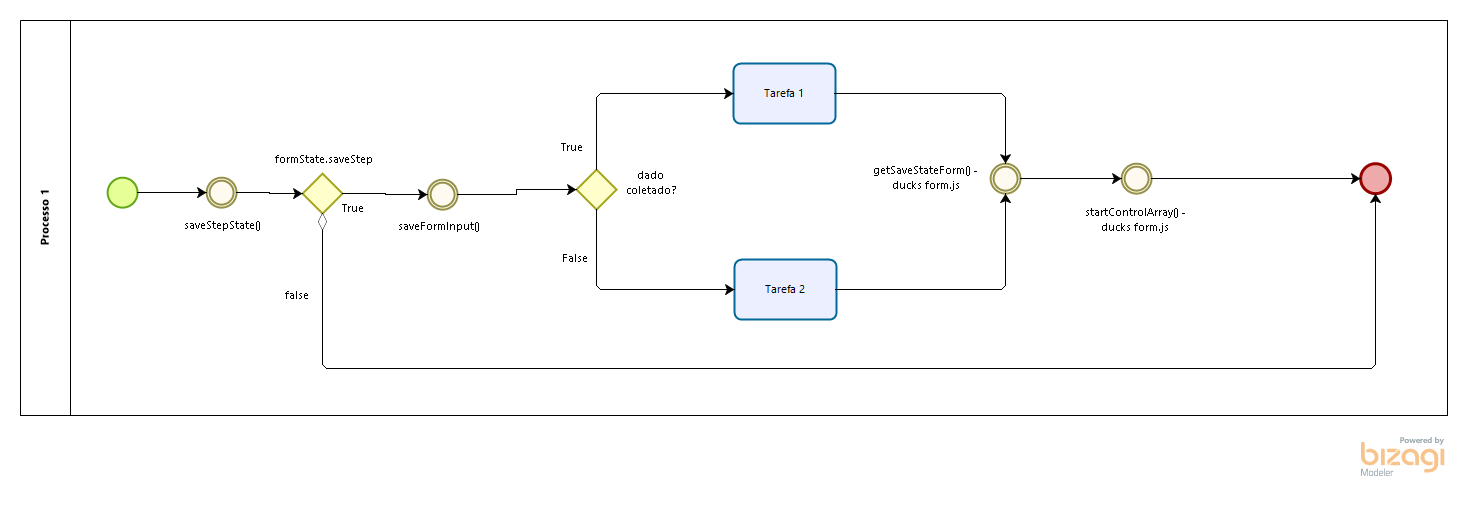 Processo 1
saveStepState()
formState.saveStep
True
false
saveFormInput()
dado
coletado?
True
False
Tarefa 1
Tarefa 2
getSaveStateForm() -
ducks form.js
startControlArray() -
ducks form.js
Powered by
bizagi
Modeler